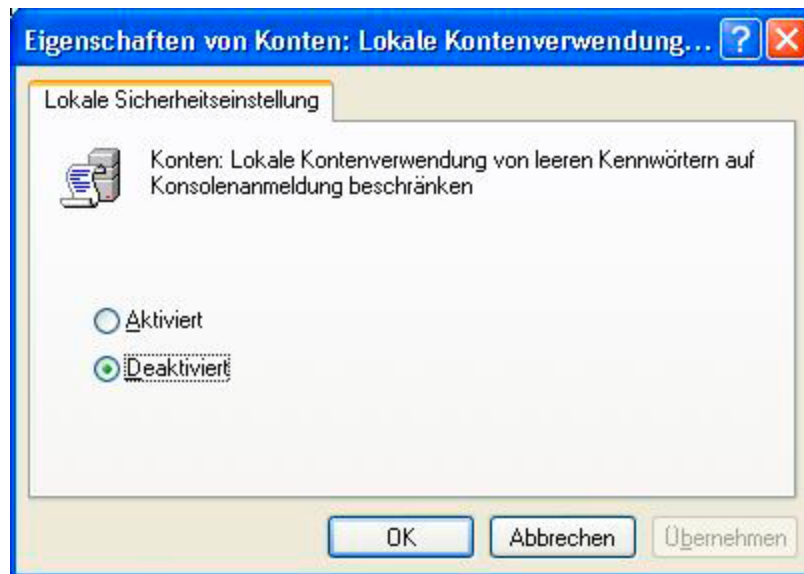 Eigenschaften von Konten: Lokale Kontenverwendung...
Lokale Sicherheitseinstellung
Konten: Lokale Kontenverwendung von leeren Kennwörtern auf
Konsolenanmeldung beschränken
Aktiviert
Deaktiviert
OK Abbrechen Übernehmen